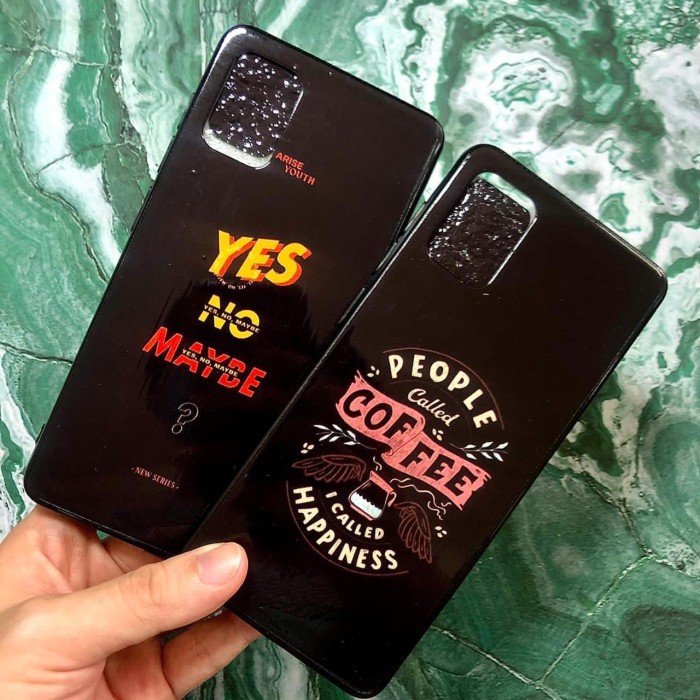 ARISE
YOUTH
YES
NO
YES, NO, MAYBE
MAYBE
YES, NO, MAYBE
?
- NEW SERIES -
PEOPLE
Called
COFFEE
I CALLED
HAPPINESS